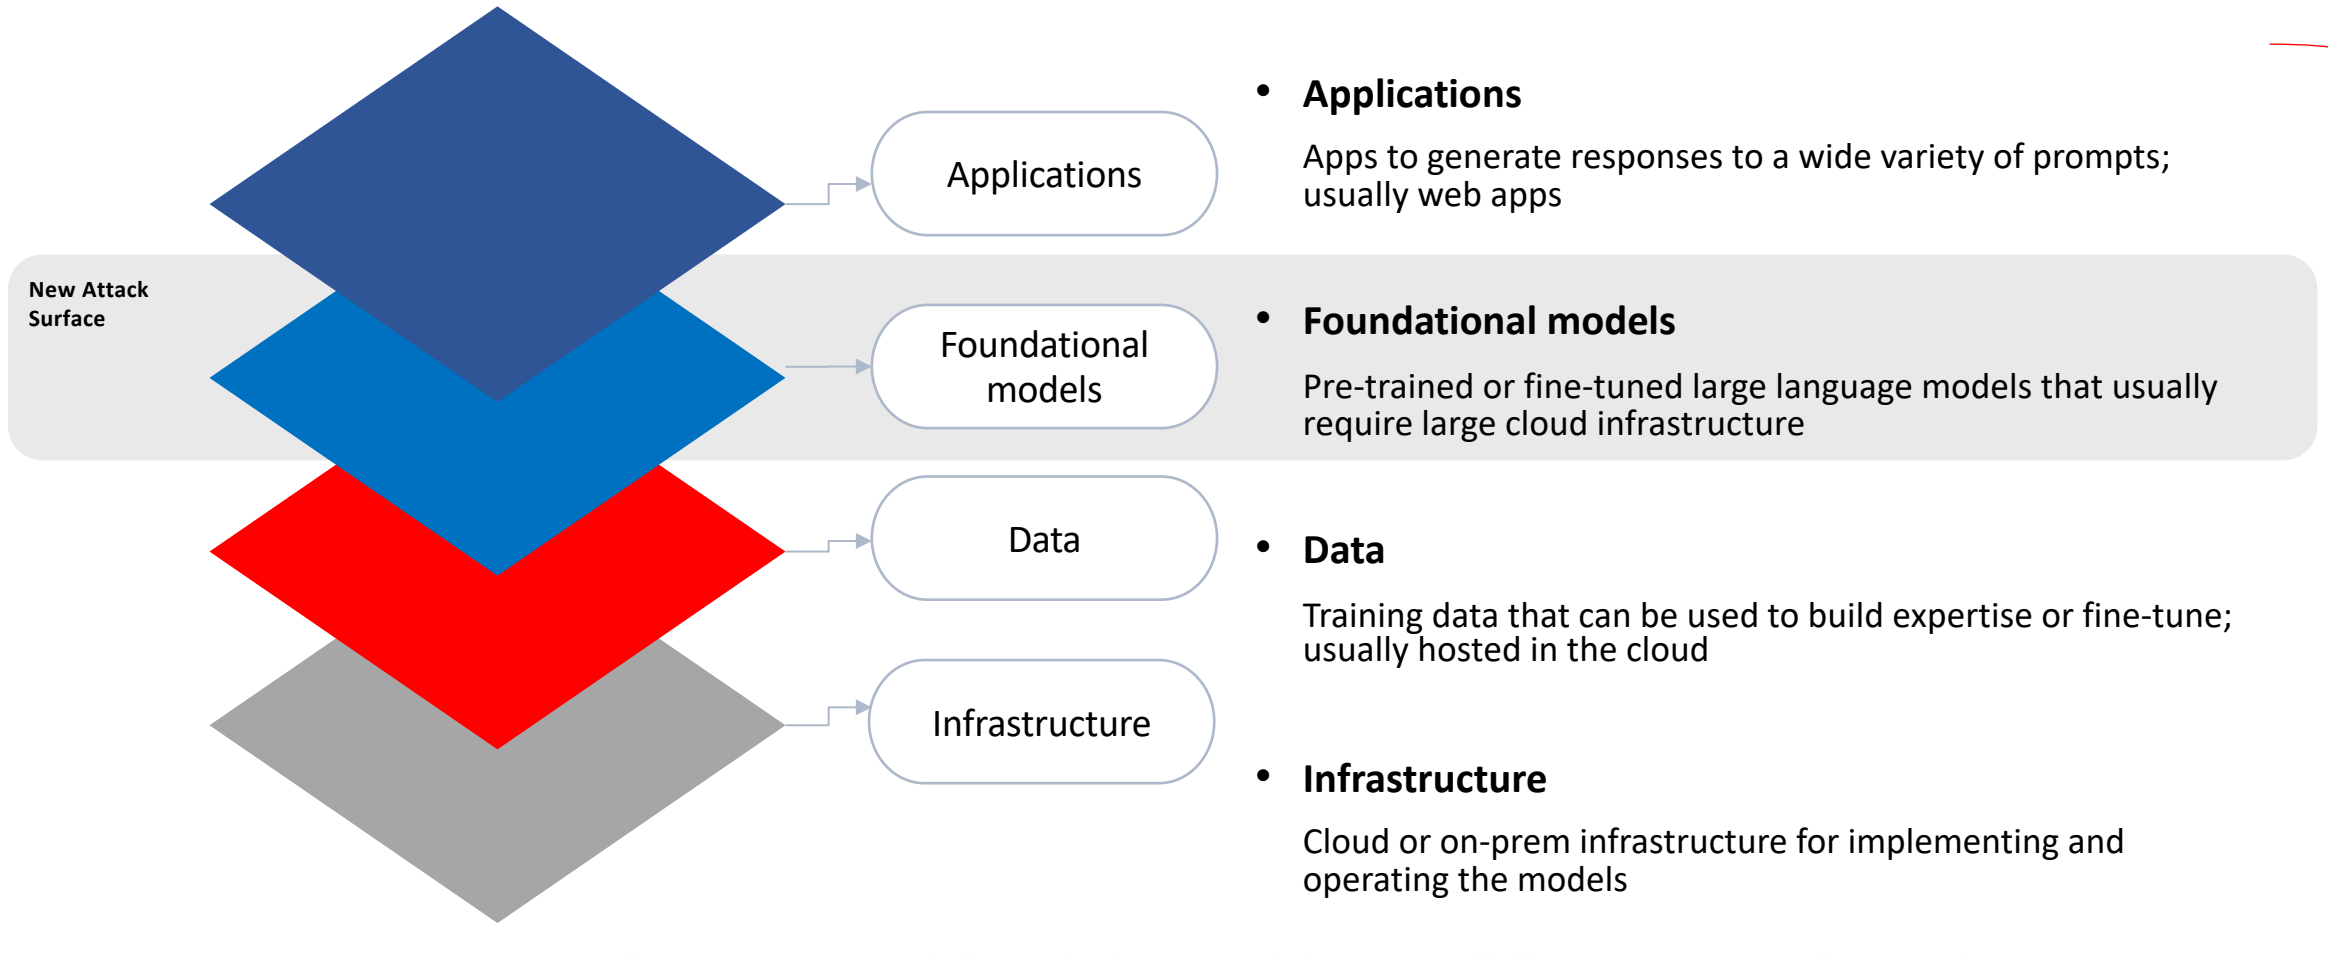 Applications
• Applications
Apps to generate responses to a wide variety of prompts;
usually web apps
New Attack
Surface
Foundational
models
• Foundational models
Pre-trained or fine-tuned large language models that usually
require large cloud infrastructure
Data
• Data
Training data that can be used to build expertise or fine-tune;
usually hosted in the cloud
Infrastructure
• Infrastructure
Cloud or on-prem infrastructure for implementing and
operating the models